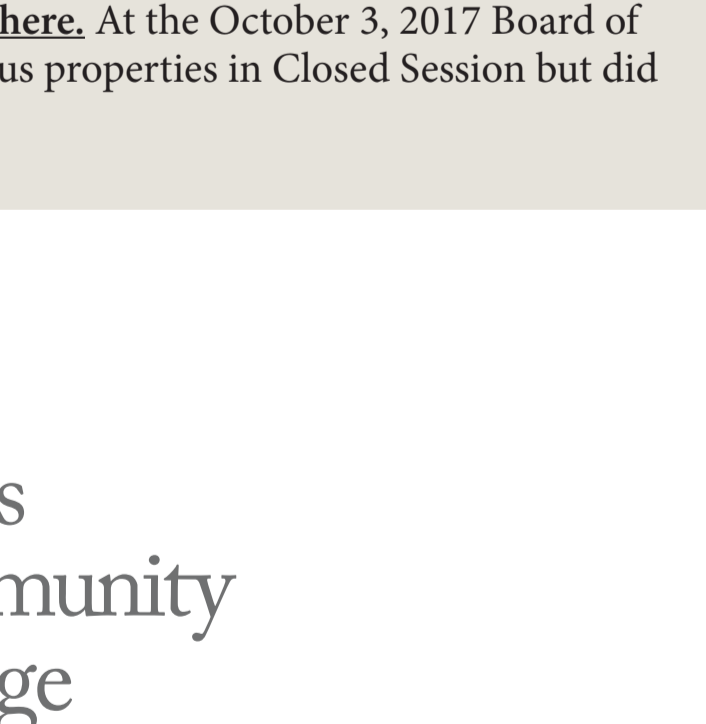 here. At the October 3, 2017 Board of
us properties in Closed Session but did
s
munity
ge